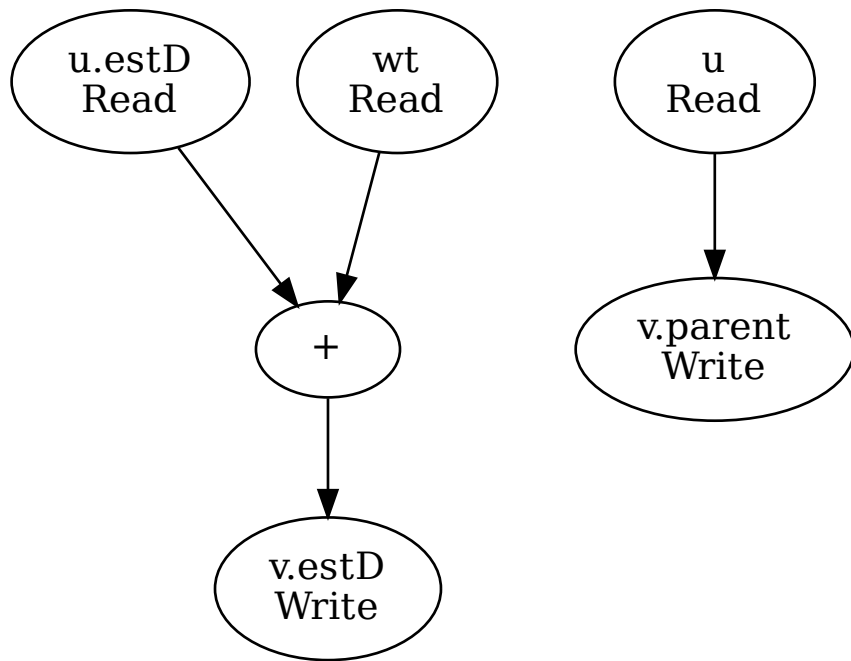 u.estD
Read
wt
Read
u
Read
+
v.parent
Write
v.estD
Write